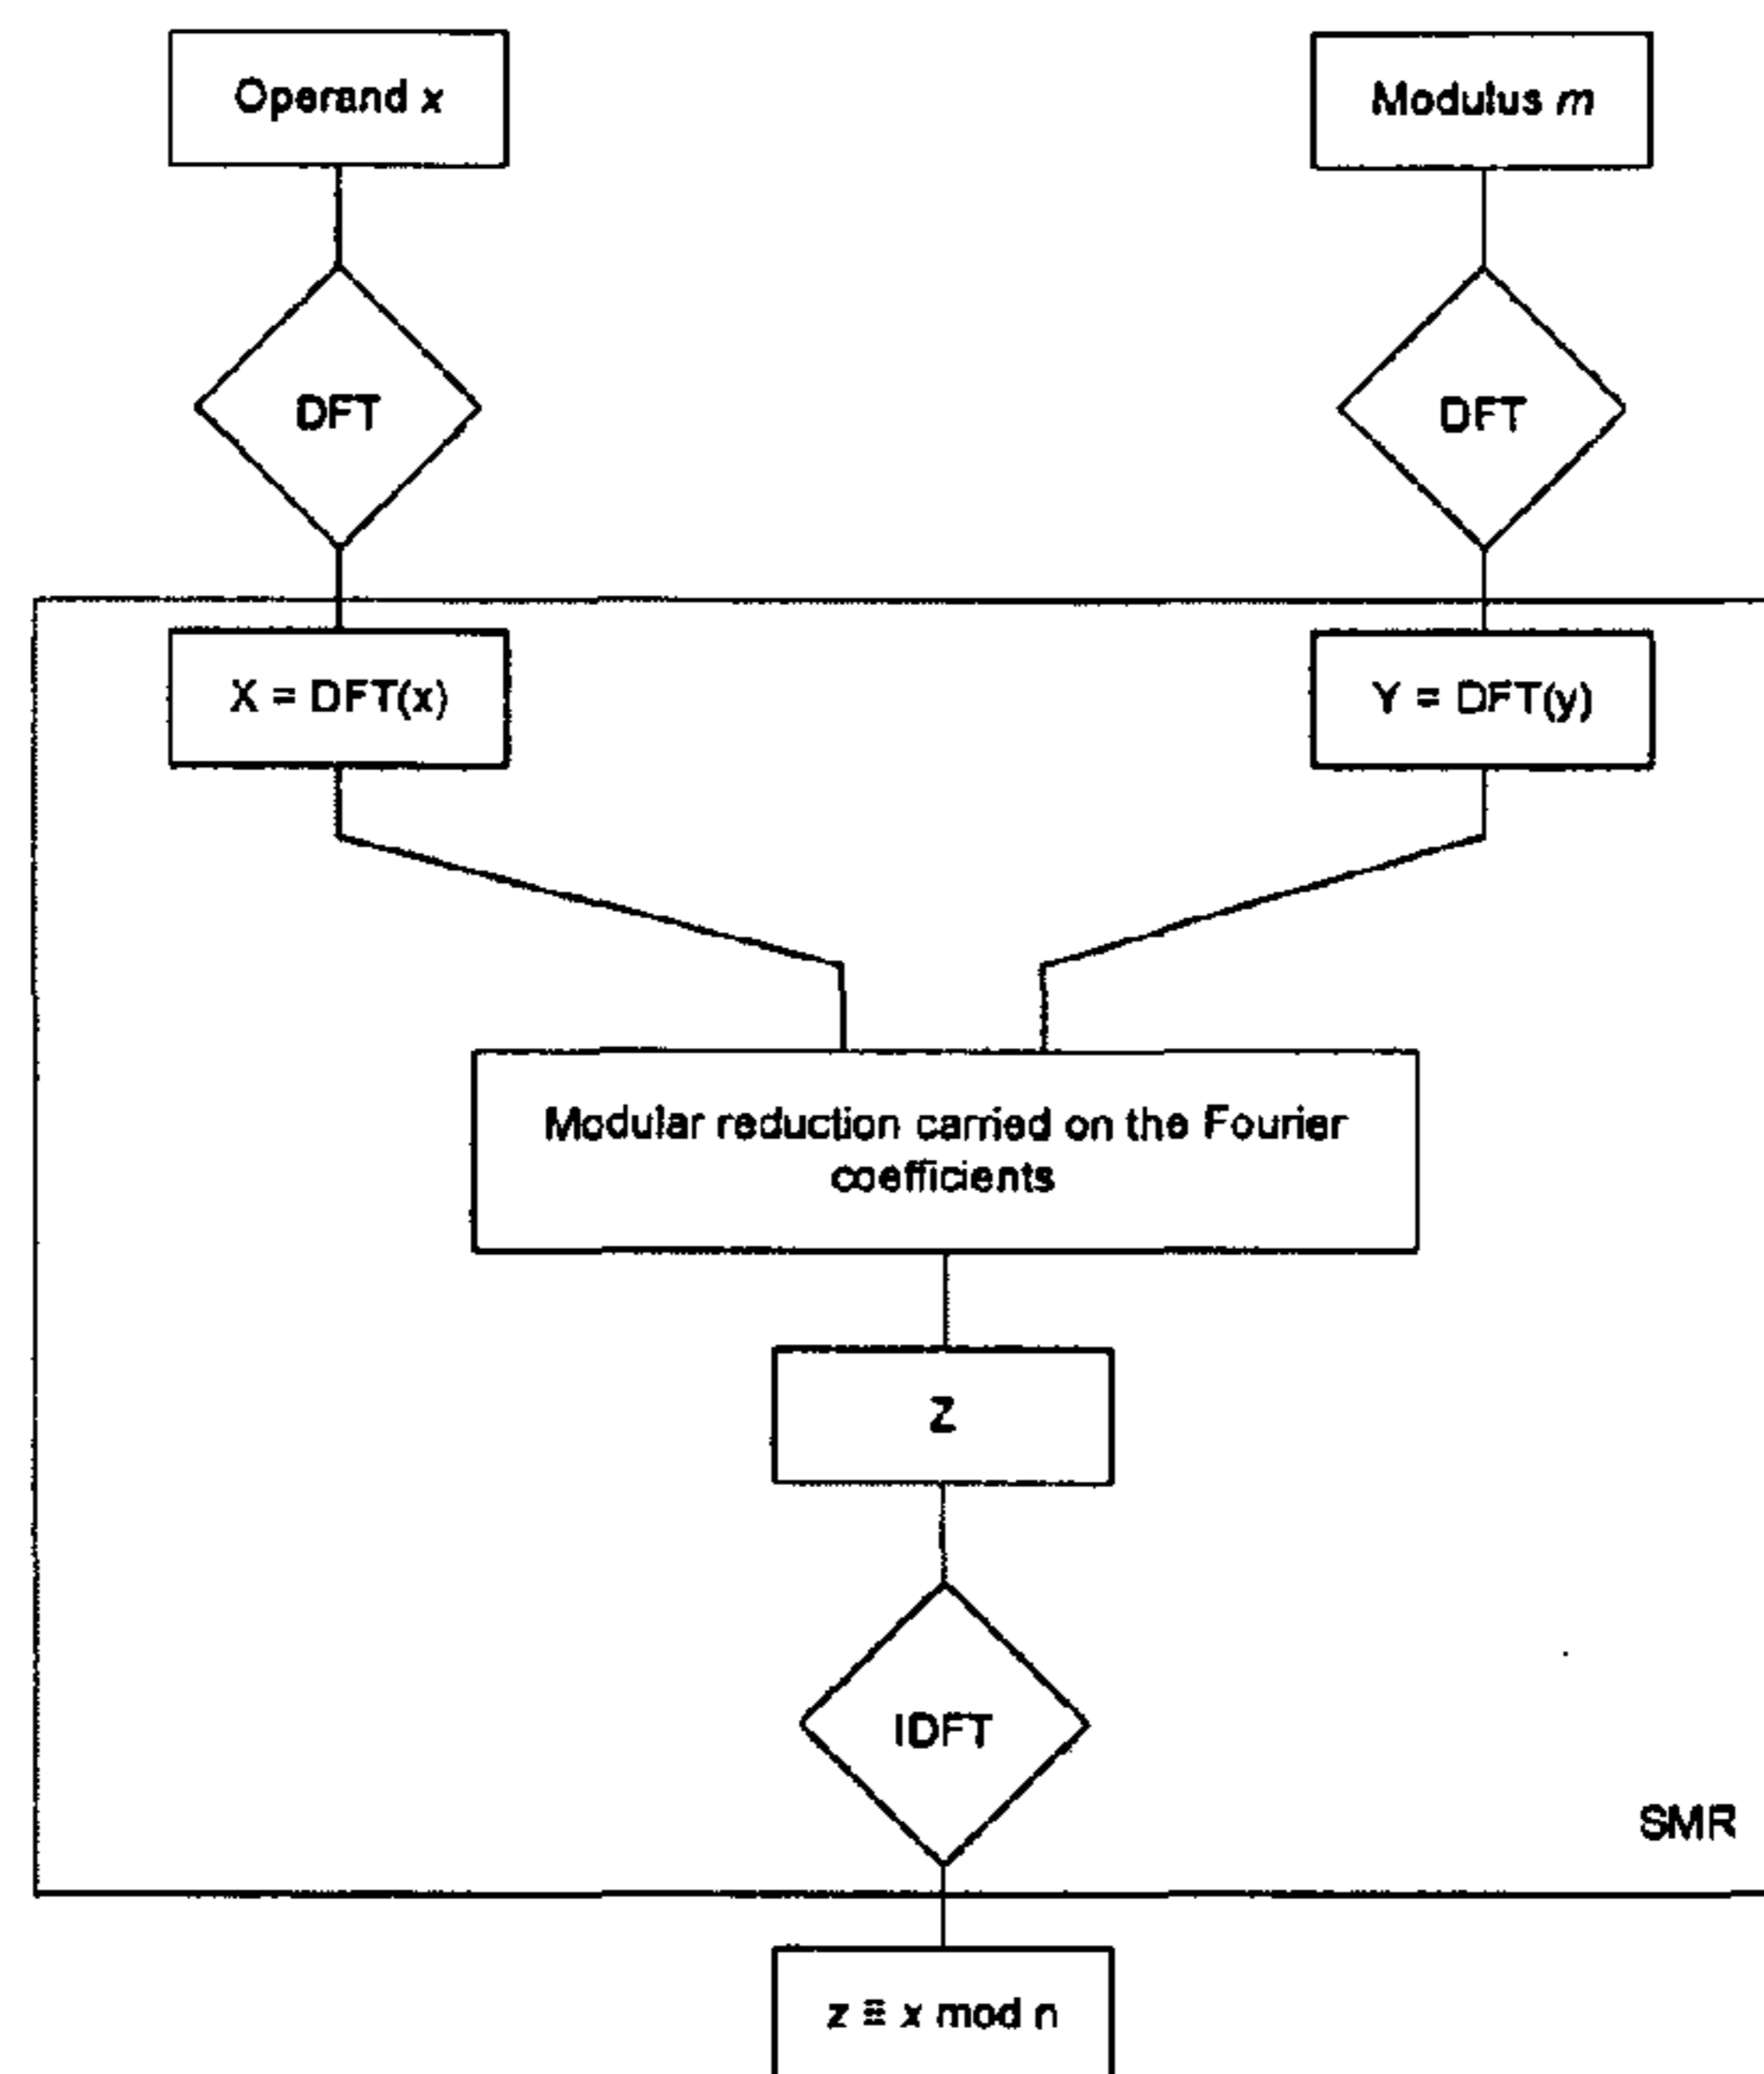 Operand x
Modulus m
DFT
DFT
X = DFT(x)
Y = DFT(y)
Modular reduction carried on the Fourier
coefficients
Z
IDFT
SMR
z ≡ x mod n